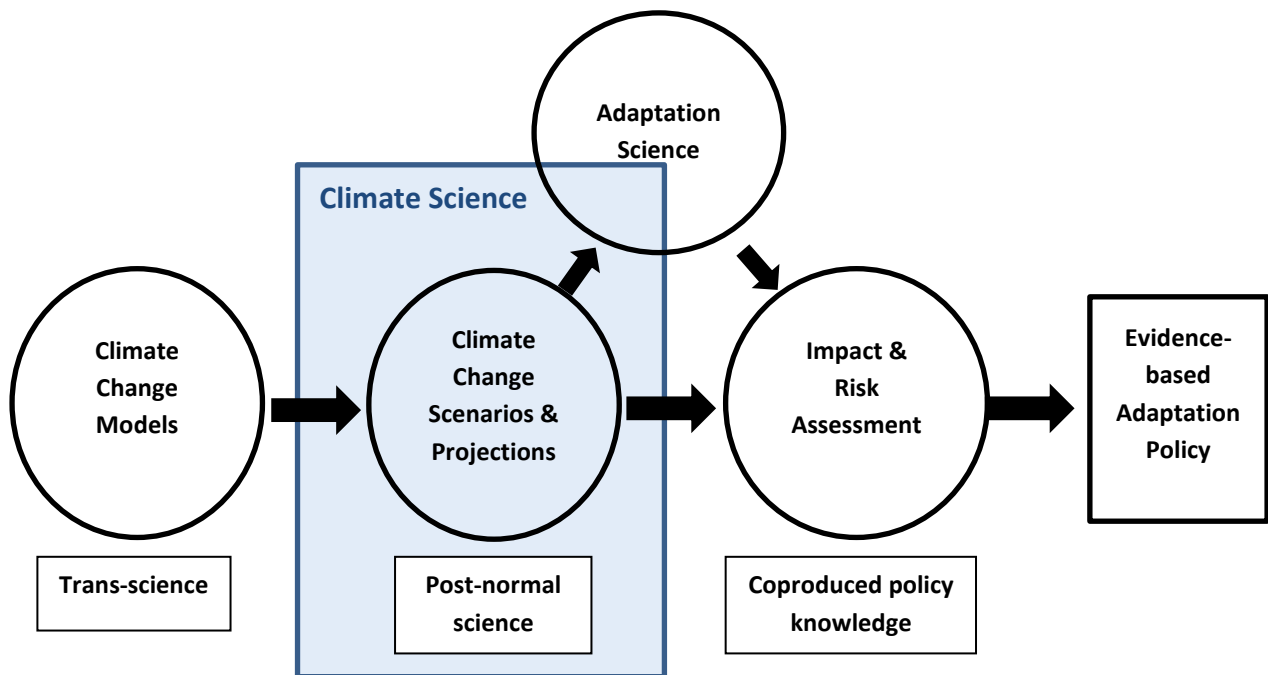 Adaptation
Science
Climate Science
Climate
Change
Models
Climate
Change
Scenarios &
Projections
Impact &
Risk
Assessment
Evidence-
based
Adaptation
Policy
Trans-science
Post-normal
science
Coproduced policy
knowledge